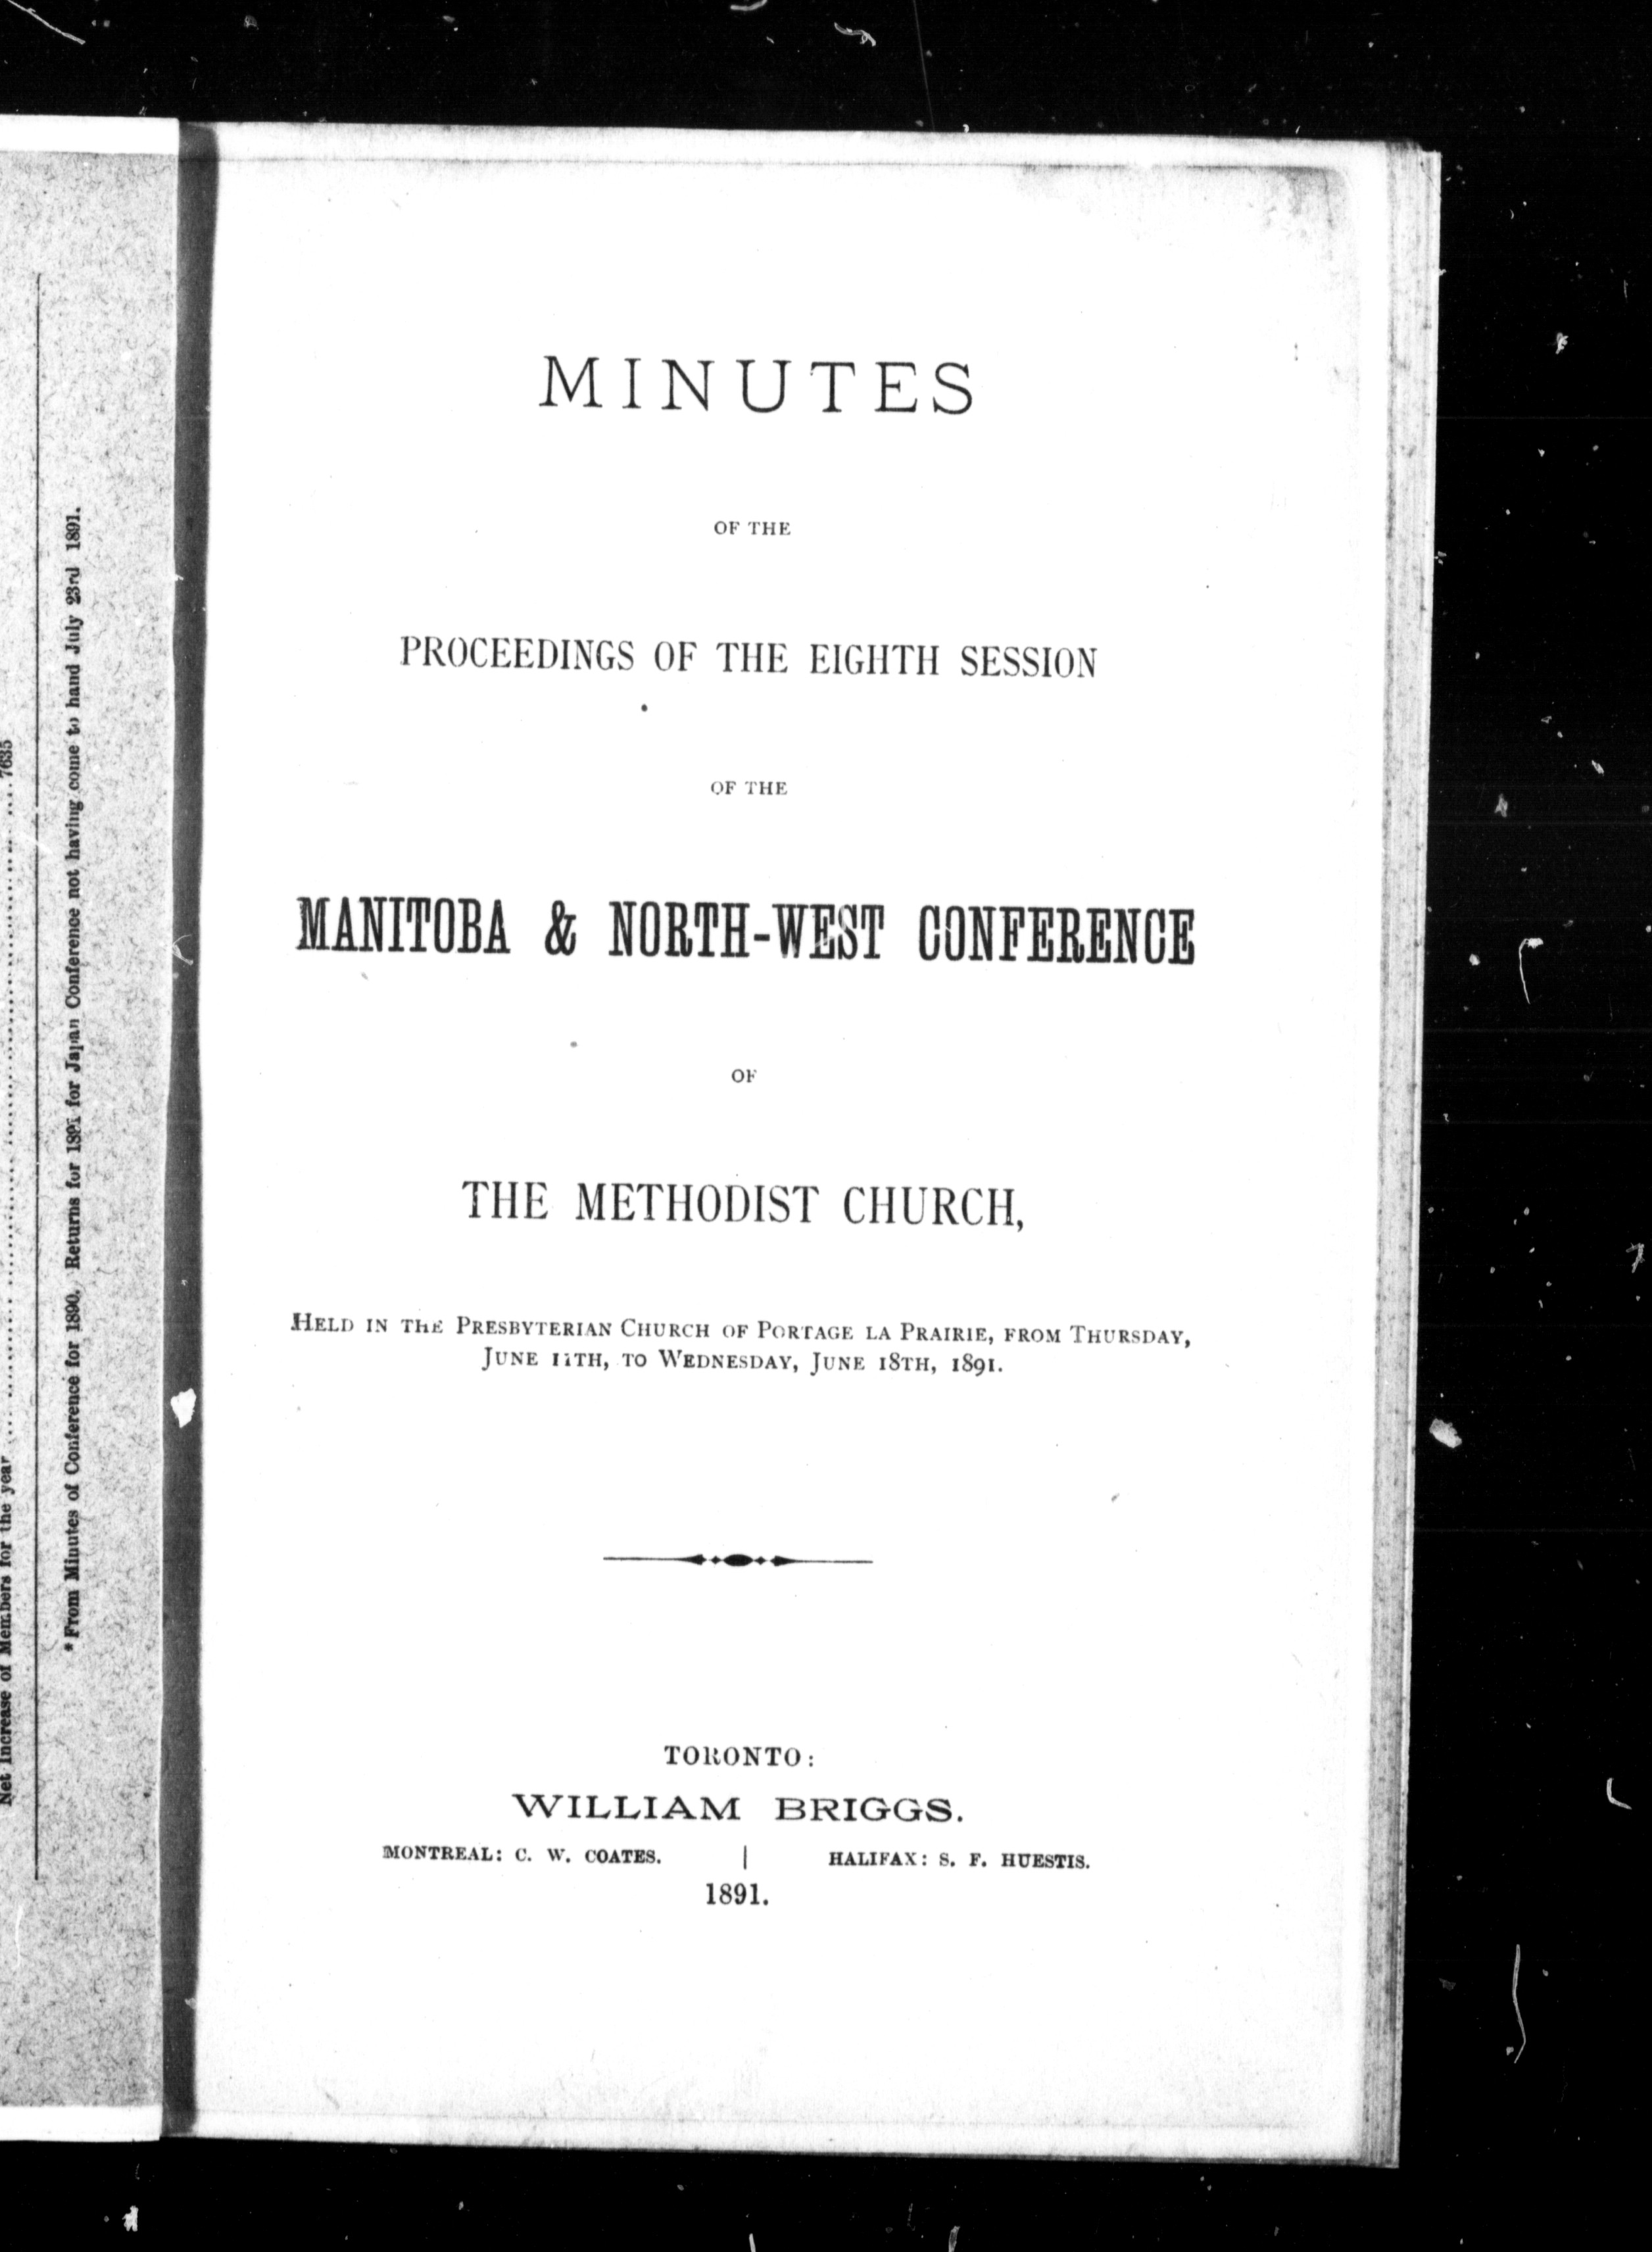 Net Increase of Members for the year ........ 7635
*From Minutes of Conference for 1890. Returns for 1891 for Japan Conference not having come to hand July 23rd 1891.
MINUTES
OF THE
PROCEEDINGS OF THE EIGHTH SESSION
OF THE
MANITOBA & NORTH-WEST CONFERENCE
OF
THE METHODIST CHURCH,
HELD IN THE PRESBYTERIAN CHURCH OF PORTAGE LA PRAIRIE, FROM THURSDAY,
JUNE 11TH, TO WEDNESDAY, JUNE 18TH, 1891.
TORONTO:
WILLIAM BRIGGS.
MONTREAL: C. W. COATES. | HALIFAX: S. F. HUESTIS.
1891.